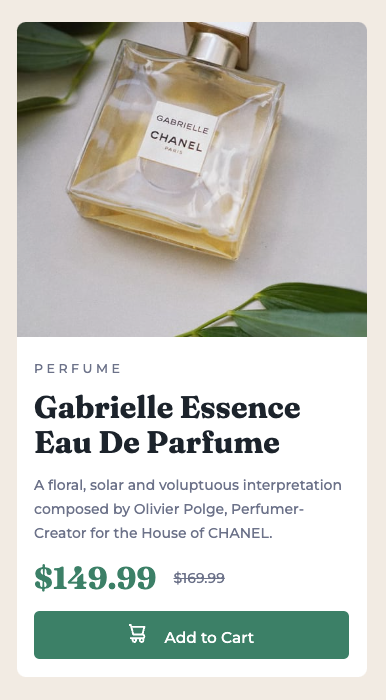 GABRIELLE
CHANEL
PARIS
PERFUME
Gabrielle Essence
Eau De Parfume
A floral, solar and voluptuous interpretation
composed by Olivier Polge, Perfumer-
Creator for the House of CHANEL.
$149.99 $169.99
Add to Cart